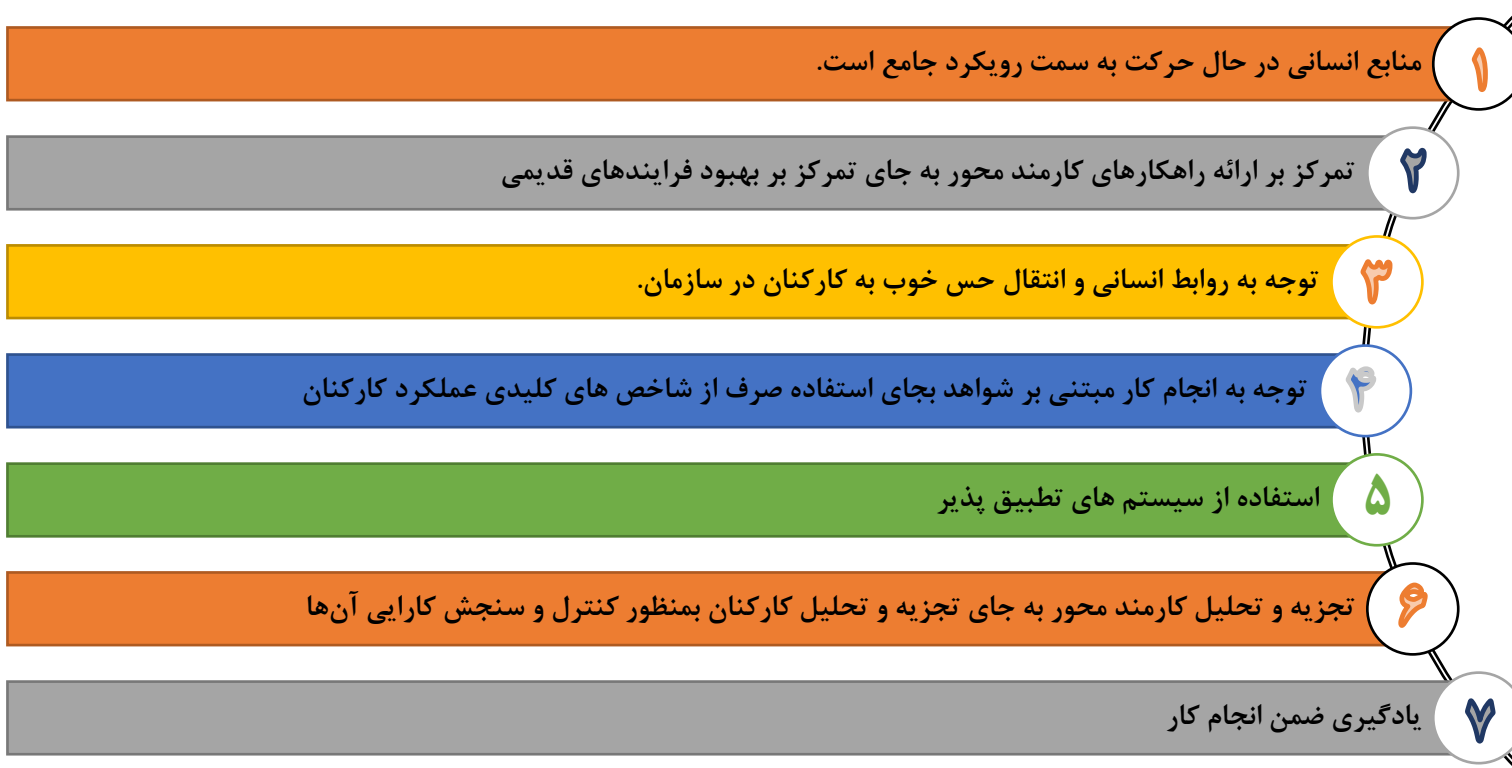 ۱ منابع انسانی در حال حرکت به سمت رویکرد جامع است.
۲ تمرکز بر ارائه راهکارهای کارمند محور به جای تمرکز بر بهبود فرایندهای قدیمی
۳ توجه به روابط انسانی و انتقال حس خوب به کارکنان در سازمان.
۴ توجه به انجام کار مبتنی بر شواهد بجای استفاده صرف از شاخص های کلیدی عملکرد کارکنان
۵ استفاده از سیستم های تطبیق پذیر
۶ تجزیه و تحلیل کارمند محور به جای تجزیه و تحلیل کارکنان بمنظور کنترل و سنجش کارایی آن‌ها
۷ یادگیری ضمن انجام کار